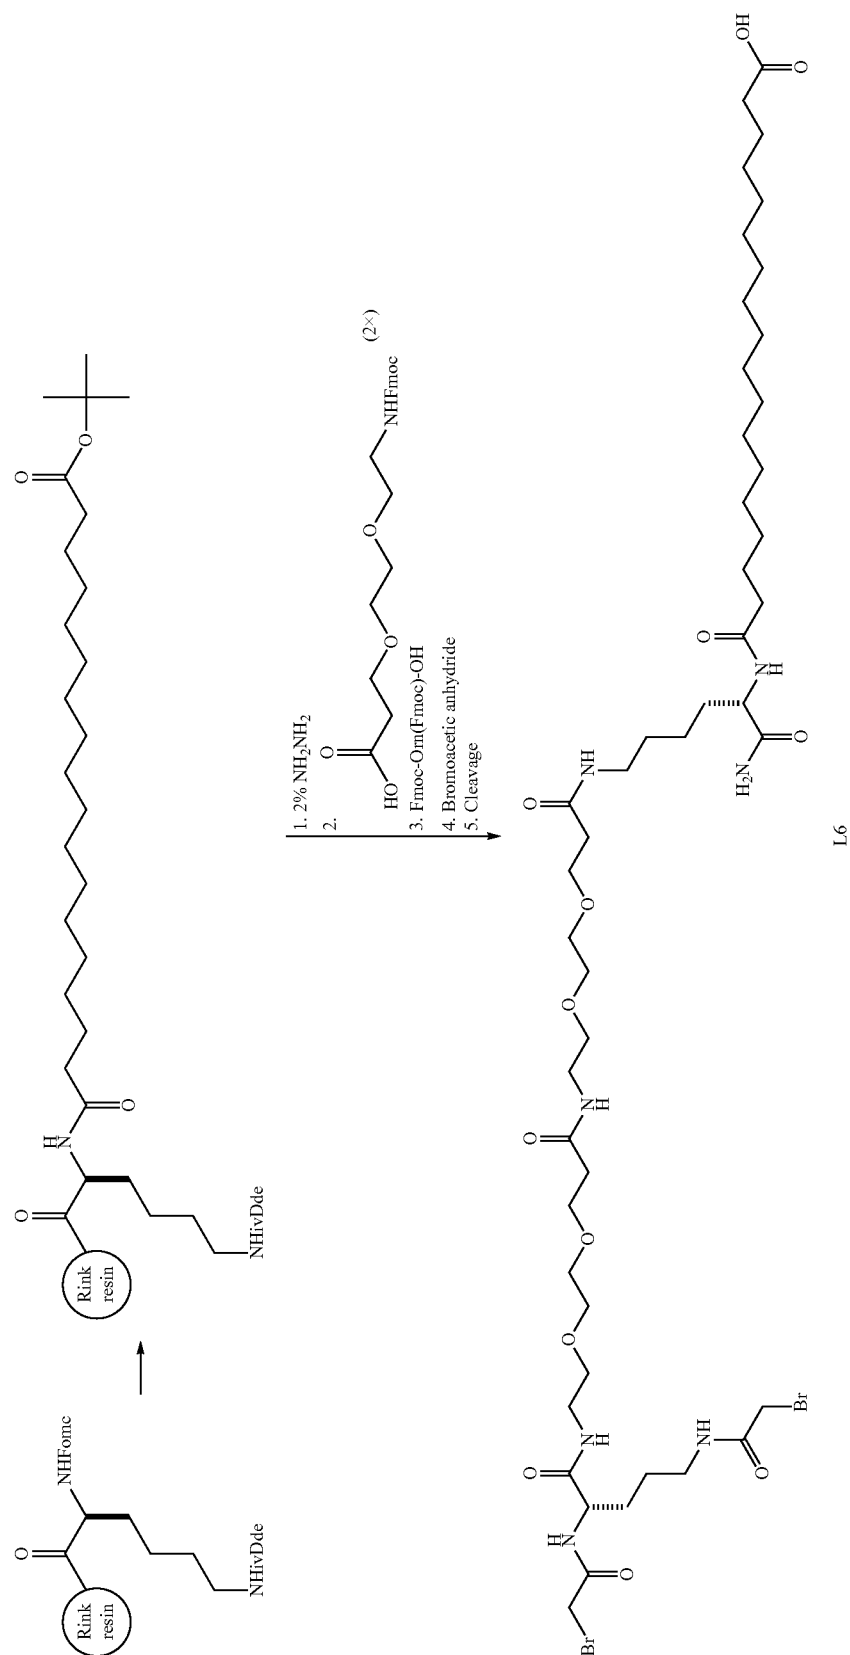 O
NHFomc
Rink
resin
NHivDde
O
Rink
resin
H
N
O
NHivDde
O
O
1. 2% NH₂NH₂
2.
HO
O
O
O
NHFmoc
(2×)
3. Fmoc-Orn(Fmoc)-OH
4. Bromoacetic anhydride
5. Cleavage
Br
O
H
N
O
NH
O
Br
N
H
O
O
O
N
H
O
O
O
NH
H₂N
O
N
H
O
O
OH
L6